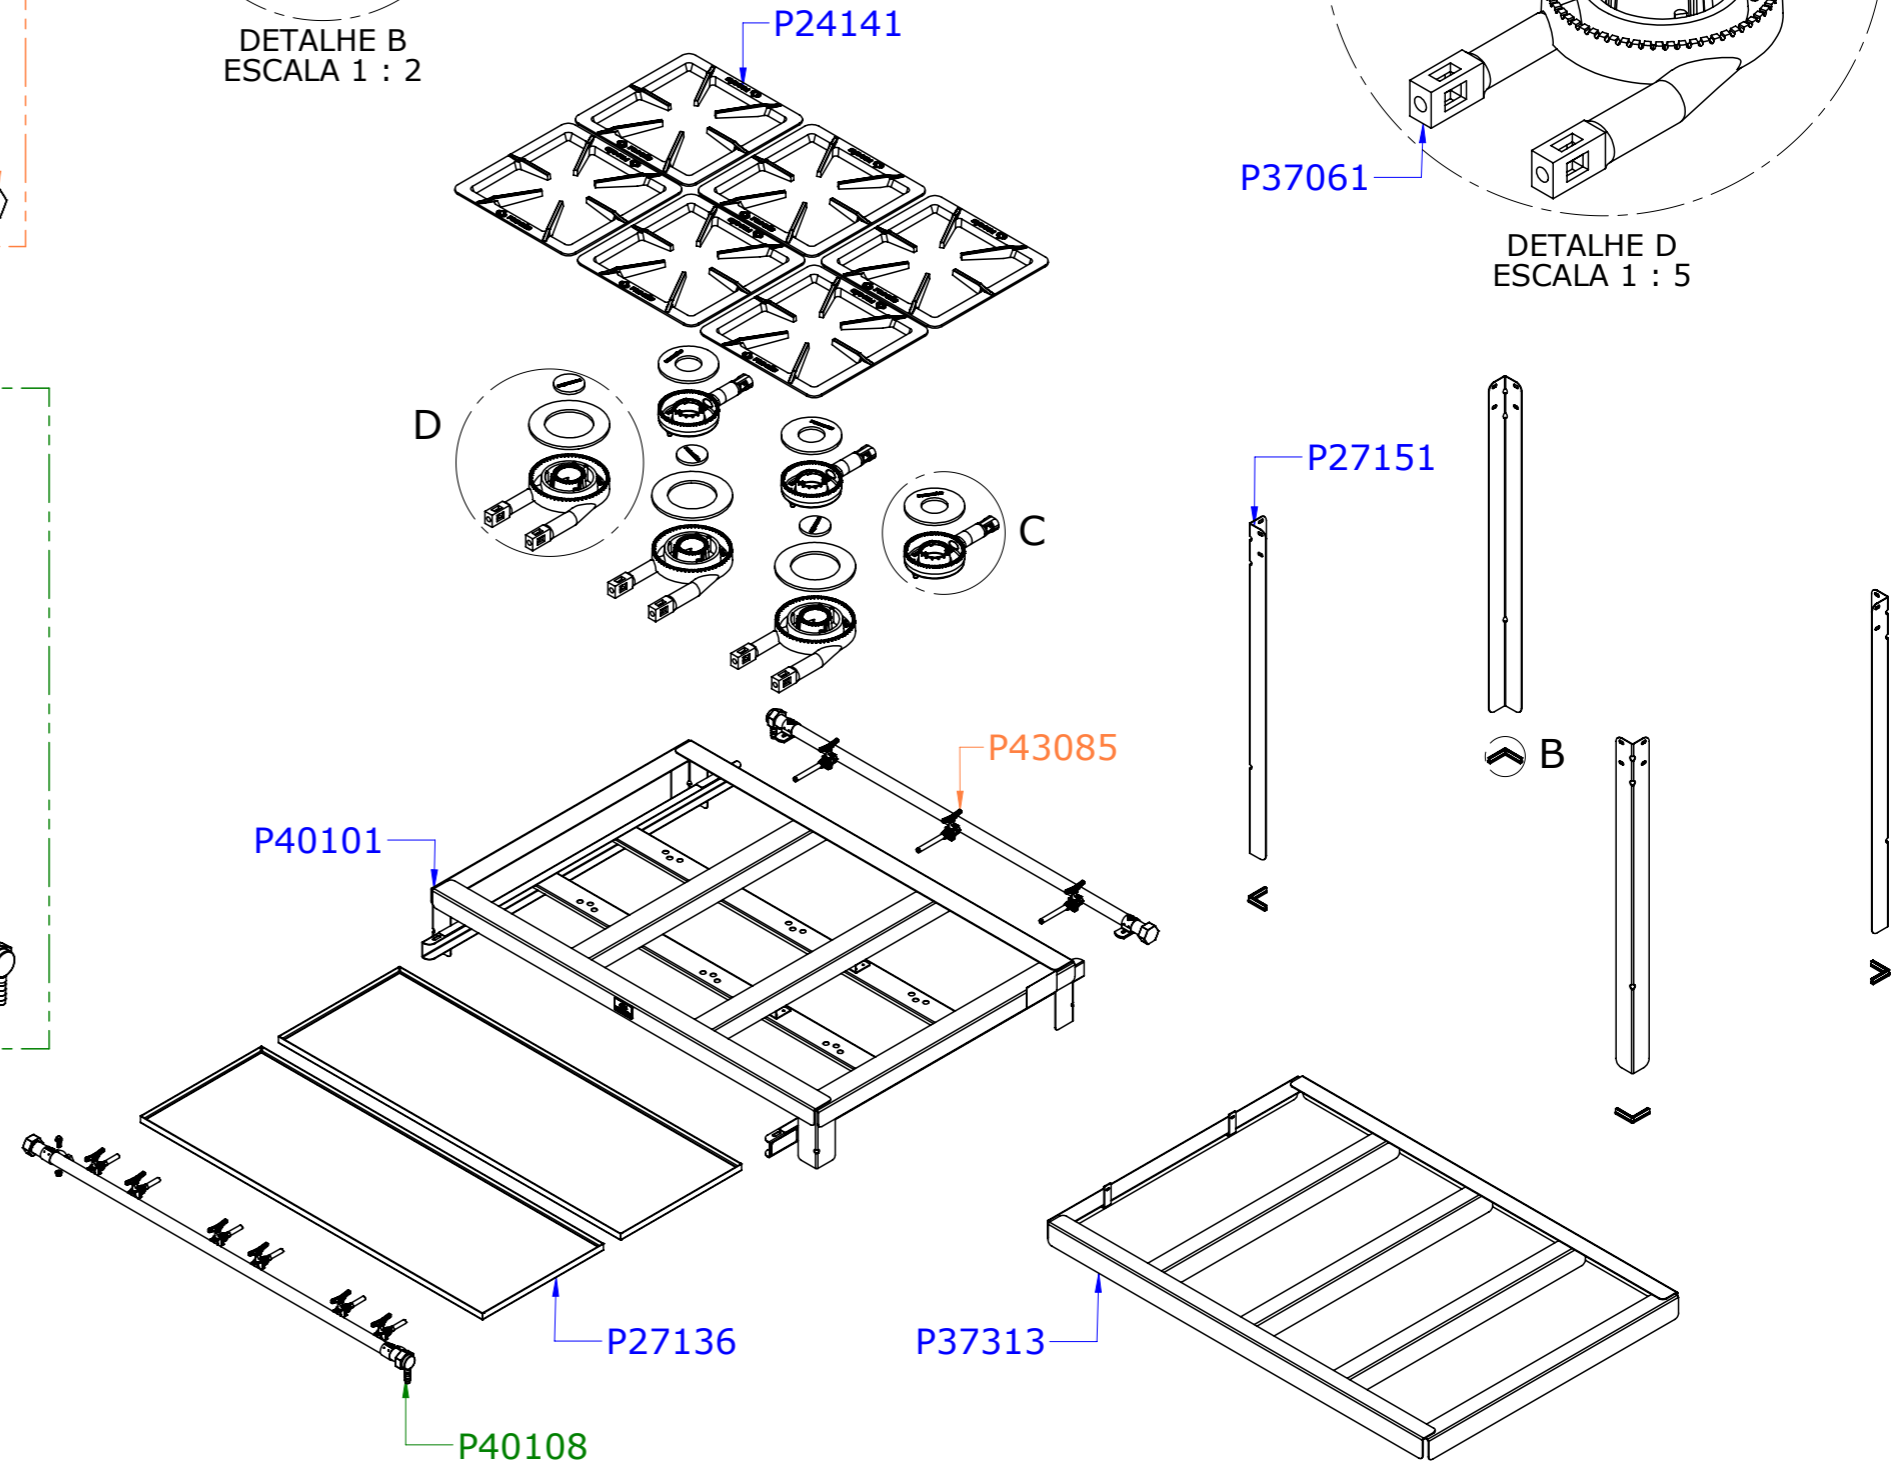 DETALHE B
ESCALA 1 : 2
P24141
P37061
DETALHE D
ESCALA 1 : 5
D
C
P27151
B
P43085
P40101
P27136
P37313
P40108